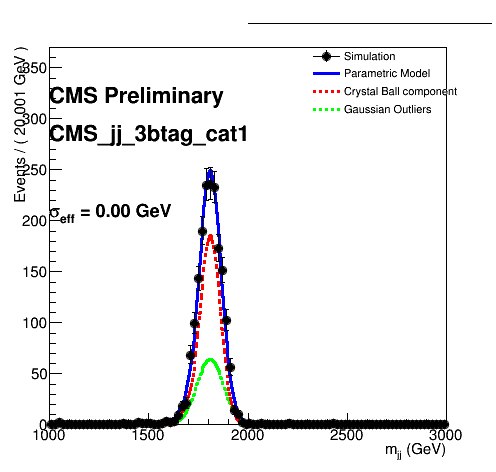 Simulation
Parametric Model
Crystal Ball component
Gaussian Outliers
CMS Preliminary
CMS_jj_3btag_cat1
σeff = 0.00 GeV
Events / ( 20.001 GeV )
350
300
250
200
150
100
50
0
1000 1500 2000 2500 3000
mjj (GeV)